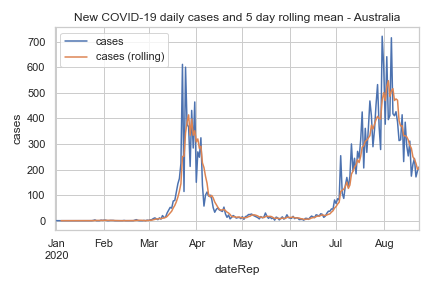 New COVID-19 daily cases and 5 day rolling mean - Australia
cases
cases (rolling)
700
600
500
400
300
200
100
0
cases
Jan Feb Mar Apr May Jun Jul Aug
2020
dateRep